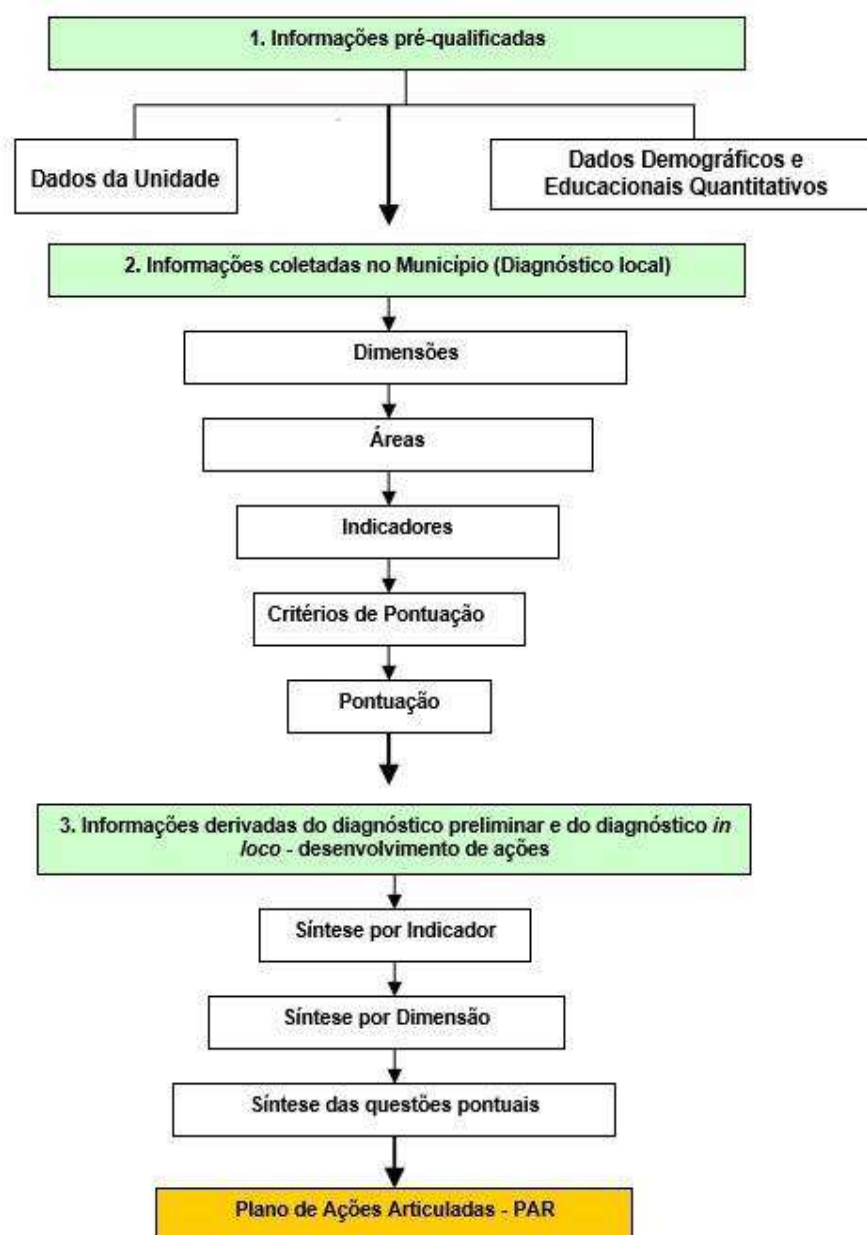 1. Informações pré-qualificadas
Dados da Unidade
Dados Demográficos e
Educacionais Quantitativos
2. Informações coletadas no Município (Diagnóstico local)
Dimensões
Áreas
Indicadores
Critérios de Pontuação
Pontuação
3. Informações derivadas do diagnóstico preliminar e do diagnóstico in
loco - desenvolvimento de ações
Síntese por Indicador
Síntese por Dimensão
Síntese das questões pontuais
Plano de Ações Articuladas - PAR